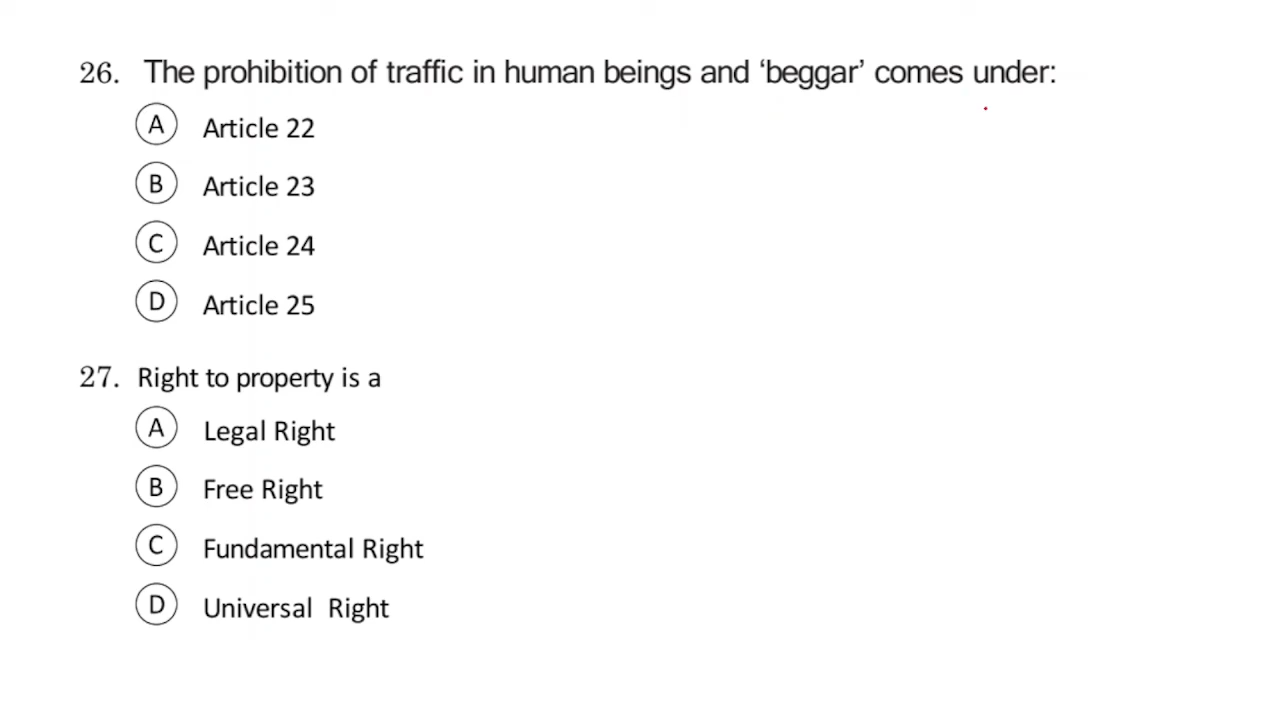 26. The prohibition of traffic in human beings and ‘beggar’ comes under:
A Article 22
B Article 23
C Article 24
D Article 25
27. Right to property is a
A Legal Right
B Free Right
C Fundamental Right
D Universal Right